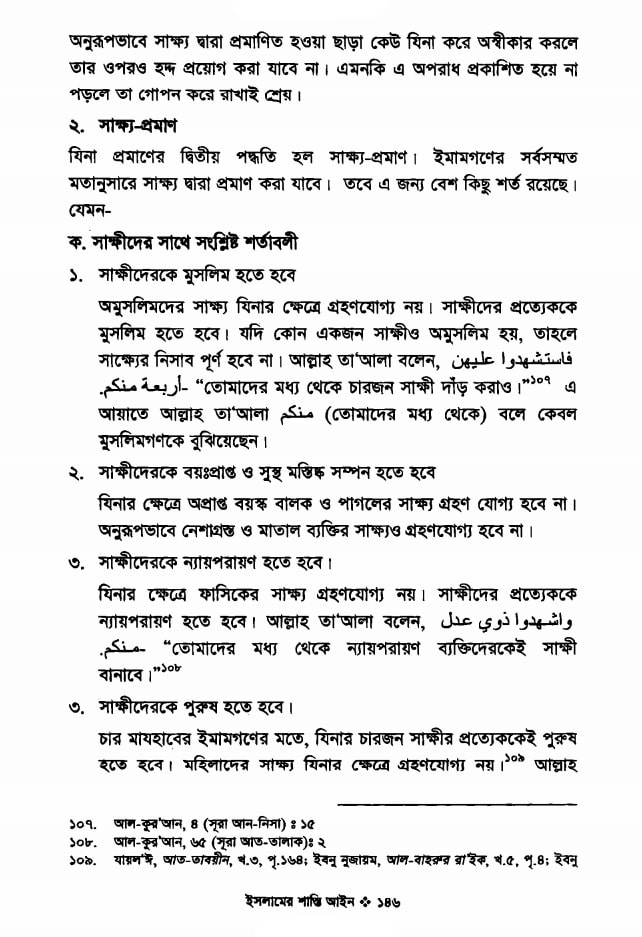 অনুরূপভাবে সাক্ষ্য দ্বারা প্রমাণিত হওয়া ছাড়া কেউ যিনা করে অস্বীকার করলে
তার ওপরও হদ্দ প্রয়োগ করা যাবে না। এমনকি এ অপরাধ প্রকাশিত হয়ে না
পড়লে তা গোপন করে রাখাই শ্রেয়।
২. সাক্ষ্য-প্রমাণ
যিনা প্রমাণের দ্বিতীয় পদ্ধতি হল সাক্ষ্য-প্রমাণ। ইমামগণের সর্বসম্মত
মতানুসারে সাক্ষ্য দ্বারা প্রমাণ করা যাবে। তবে এ জন্য বেশ কিছু শর্ত রয়েছে।
যেমন-
ক. সাক্ষীদের সাথে সংশ্লিষ্ট শর্তাবলী
১. সাক্ষীদেরকে মুসলিম হতে হবে
অমুসলিমদের সাক্ষ্য যিনার ক্ষেত্রে গ্রহণযোগ্য নয়। সাক্ষীদের প্রত্যেককে
মুসলিম হতে হবে। যদি কোন একজন সাক্ষীও অমুসলিম হয়, তাহলে
সাক্ষ্যের নিসাব পূর্ণ হবে না। আল্লাহ তা‘আলা বলেন, فاستشهدوا عليهن
أربعة منكم.- “তোমাদের মধ্য থেকে চারজন সাক্ষী দাঁড় করাও।”১০৭ এ
আয়াতে আল্লাহ তা‘আলা منكم (তোমাদের মধ্য থেকে) বলে কেবল
মুসলিমগণকে বুঝিয়েছেন।
২. সাক্ষীদেরকে বয়ঃপ্রাপ্ত ও সুস্থ মস্তিষ্ক সম্পন হতে হবে
যিনার ক্ষেত্রে অপ্রাপ্ত বয়স্ক বালক ও পাগলের সাক্ষ্য গ্রহণ যোগ্য হবে না।
অনুরূপভাবে নেশাগ্রস্ত ও মাতাল ব্যক্তির সাক্ষ্যও গ্রহণযোগ্য হবে না।
৩. সাক্ষীদেরকে ন্যায়পরায়ণ হতে হবে।
যিনার ক্ষেত্রে ফাসিকের সাক্ষ্য গ্রহণযোগ্য নয়। সাক্ষীদের প্রত্যেককে
ন্যায়পরায়ণ হতে হবে। আল্লাহ তা‘আলা বলেন, واشهدوا ذوي عدل
منكم.- “তোমাদের মধ্য থেকে ন্যায়পরায়ণ ব্যক্তিদেরকেই সাক্ষী
বানাবে।”১০৮
৩. সাক্ষীদেরকে পুরুষ হতে হবে।
চার মাযহাবের ইমামগণের মতে, যিনার চারজন সাক্ষীর প্রত্যেককেই পুরুষ
হতে হবে। মহিলাদের সাক্ষ্য যিনার ক্ষেত্রে গ্রহণযোগ্য নয়।১০৯ আল্লাহ
১০৭. আল-কুর’আন, ৪ (সূরা আন-নিসা) ঃ ১৫
১০৮. আল-কুর’আন, ৬৫ (সূরা আত-তালাক)ঃ ২
১০৯. যায়ল‘ঈ, আত-তাবয়ীন, খ.৩, পৃ.১৬৪; ইবনু নুজায়ম, আল-বাহরুর রা’ইক, খ.৫, পৃ.৪; ইবনু
ইসলামের শাস্তি আইন ❖ ১৪৬